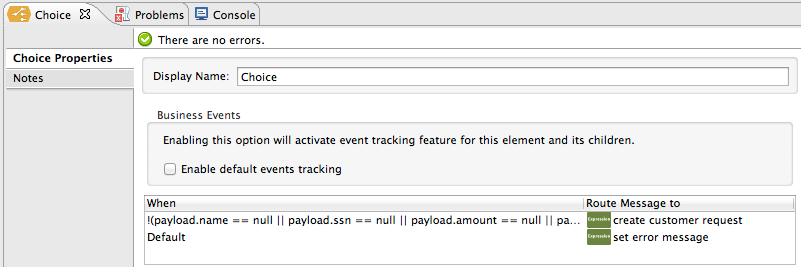 Choice Problems Console
There are no errors.
Choice Properties
Notes
Display Name: Choice
Business Events
Enabling this option will activate event tracking feature for this element and its children.
Enable default events tracking
When Route Message to
!(payload.name == null || payload.ssn == null || payload.amount == null || pa... Expression create customer request
Default Expression set error message